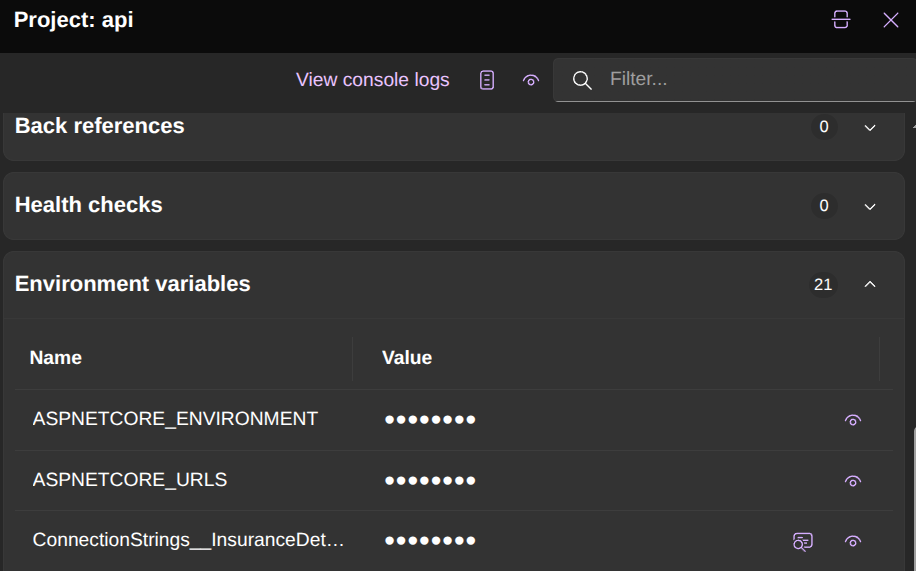 Project: api
View console logs
Filter...
Back references 0
Health checks 0
Environment variables 21
Name Value
ASPNETCORE_ENVIRONMENT ●●●●●●●●
ASPNETCORE_URLS ●●●●●●●●
ConnectionStrings__InsuranceDet… ●●●●●●●●